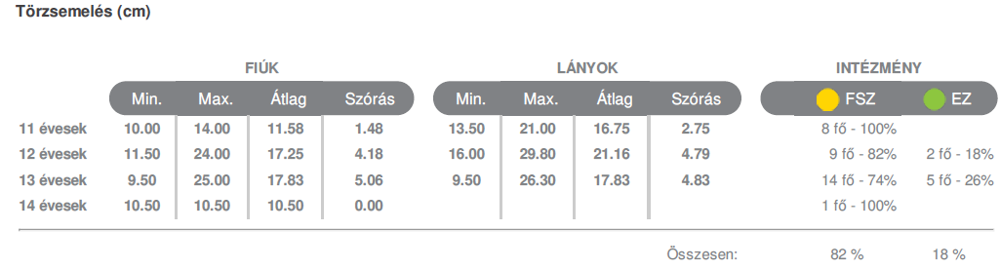 Törzsemelés (cm)
FIÚK LÁNYOK INTÉZMÉNY
Min. Max. Átlag Szórás Min. Max. Átlag Szórás FSZ EZ
11 évesek 10.00 14.00 11.58 1.48 13.50 21.00 16.75 2.75 8 fő - 100%
12 évesek 11.50 24.00 17.25 4.18 16.00 29.80 21.16 4.79 9 fő - 82% 2 fő - 18%
13 évesek 9.50 25.00 17.83 5.06 9.50 26.30 17.83 4.83 14 fő - 74% 5 fő - 26%
14 évesek 10.50 10.50 10.50 0.00 1 fő - 100%
Összesen: 82 % 18 %